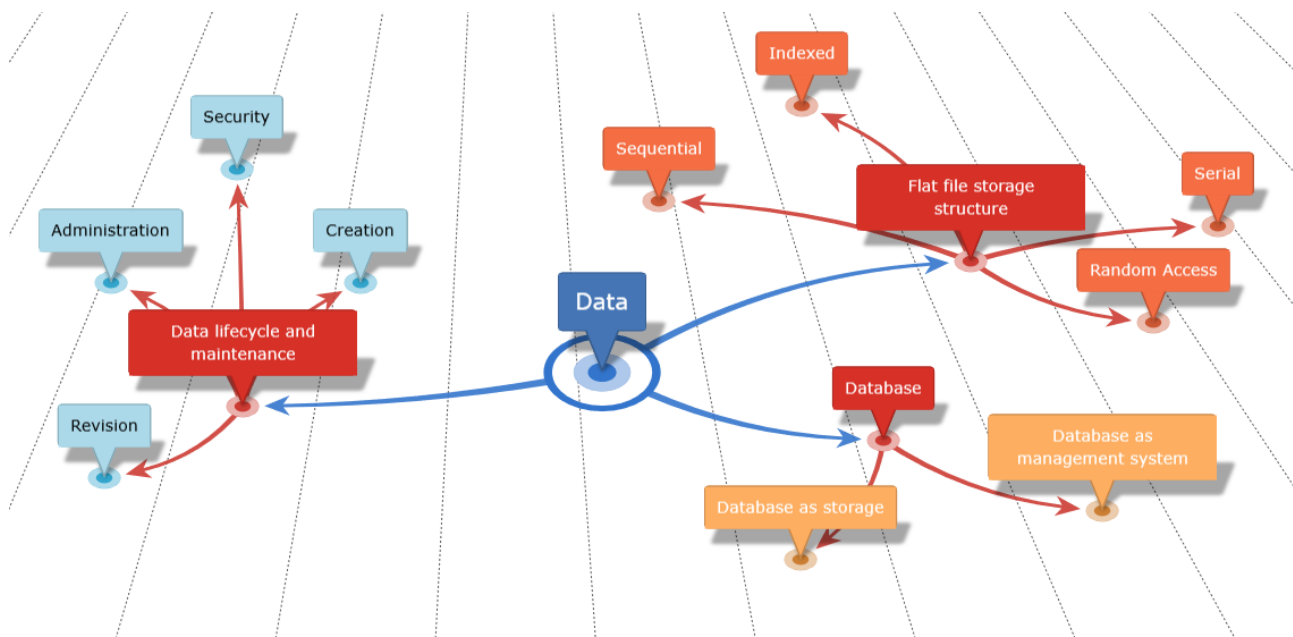 Indexed
Security
Sequential
Flat file storage
structure
Serial
Administration
Creation
Random Access
Data
Data lifecycle and
maintenance
Database
Revision
Database as
management system
Database as storage